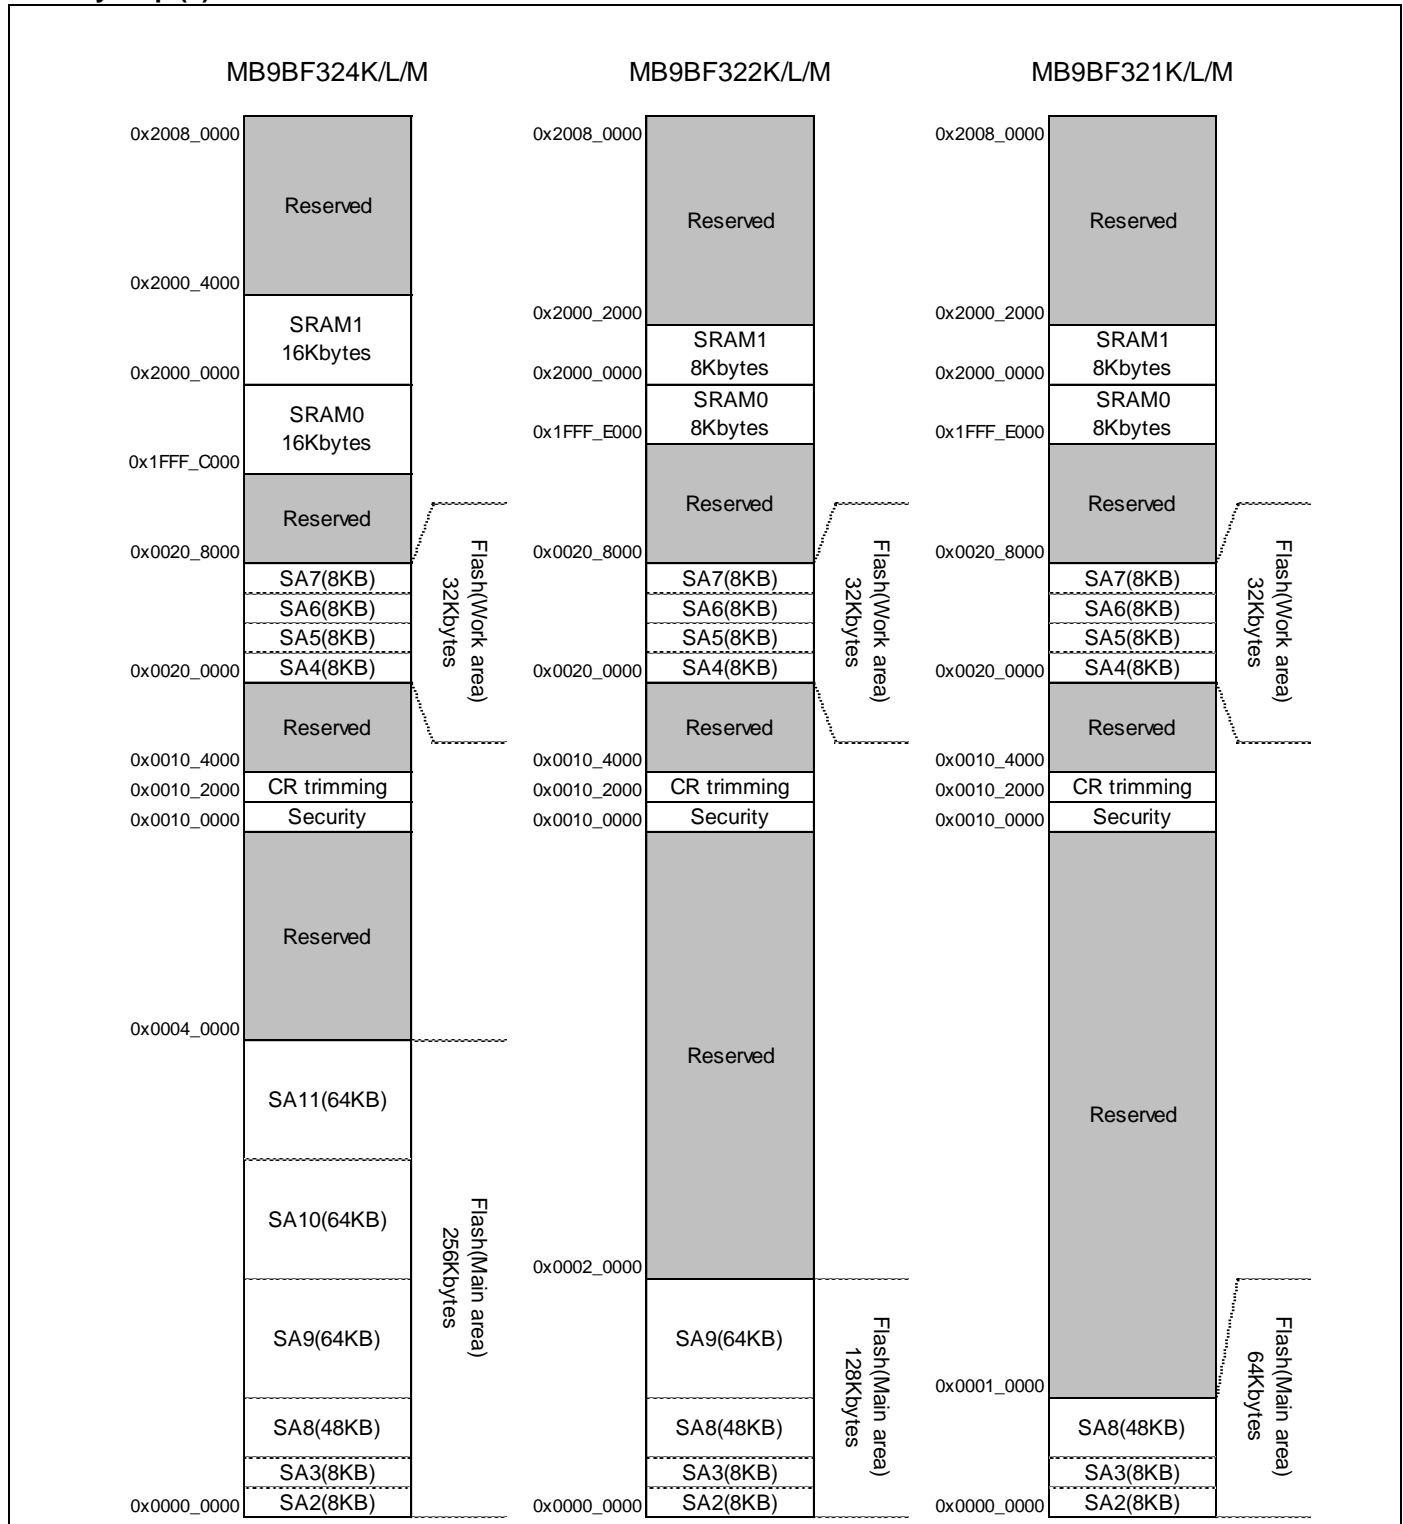 MB9BF324K/L/M
0x2008_0000
Reserved
0x2000_4000
SRAM1
16Kbytes
0x2000_0000
SRAM0
16Kbytes
0x1FFF_C000
Reserved
0x0020_8000
SA7(8KB)
SA6(8KB)
SA5(8KB)
0x0020_0000
SA4(8KB)
Flash(Work area)
32Kbytes
Reserved
0x0010_4000
0x0010_2000
CR trimming
0x0010_0000
Security
Reserved
0x0004_0000
SA11(64KB)
SA10(64KB)
SA9(64KB)
SA8(48KB)
SA3(8KB)
0x0000_0000
SA2(8KB)
Flash(Main area)
256Kbytes
MB9BF322K/L/M
0x2008_0000
Reserved
0x2000_2000
SRAM1
8Kbytes
0x2000_0000
SRAM0
8Kbytes
0x1FFF_E000
Reserved
0x0020_8000
SA7(8KB)
SA6(8KB)
SA5(8KB)
0x0020_0000
SA4(8KB)
Flash(Work area)
32Kbytes
Reserved
0x0010_4000
0x0010_2000
CR trimming
0x0010_0000
Security
Reserved
0x0002_0000
SA9(64KB)
SA8(48KB)
SA3(8KB)
0x0000_0000
SA2(8KB)
Flash(Main area)
128Kbytes
MB9BF321K/L/M
0x2008_0000
Reserved
0x2000_2000
SRAM1
8Kbytes
0x2000_0000
SRAM0
8Kbytes
0x1FFF_E000
Reserved
0x0020_8000
SA7(8KB)
SA6(8KB)
SA5(8KB)
0x0020_0000
SA4(8KB)
Flash(Work area)
32Kbytes
Reserved
0x0010_4000
0x0010_2000
CR trimming
0x0010_0000
Security
Reserved
0x0001_0000
SA8(48KB)
SA3(8KB)
0x0000_0000
SA2(8KB)
Flash(Main area)
64Kbytes